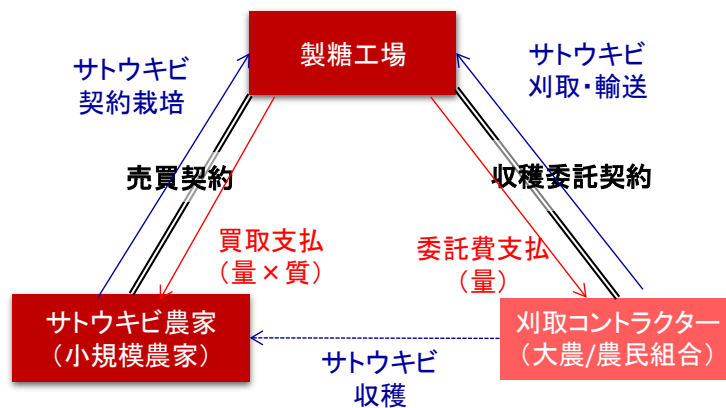 製糖工場
サトウキビ
契約栽培
サトウキビ
刈取・輸送
売買契約
収穫委託契約
買取支払
（量×質）
委託費支払
（量）
サトウキビ農家
（小規模農家）
刈取コントラクター
（大農/農民組合）
サトウキビ
収穫